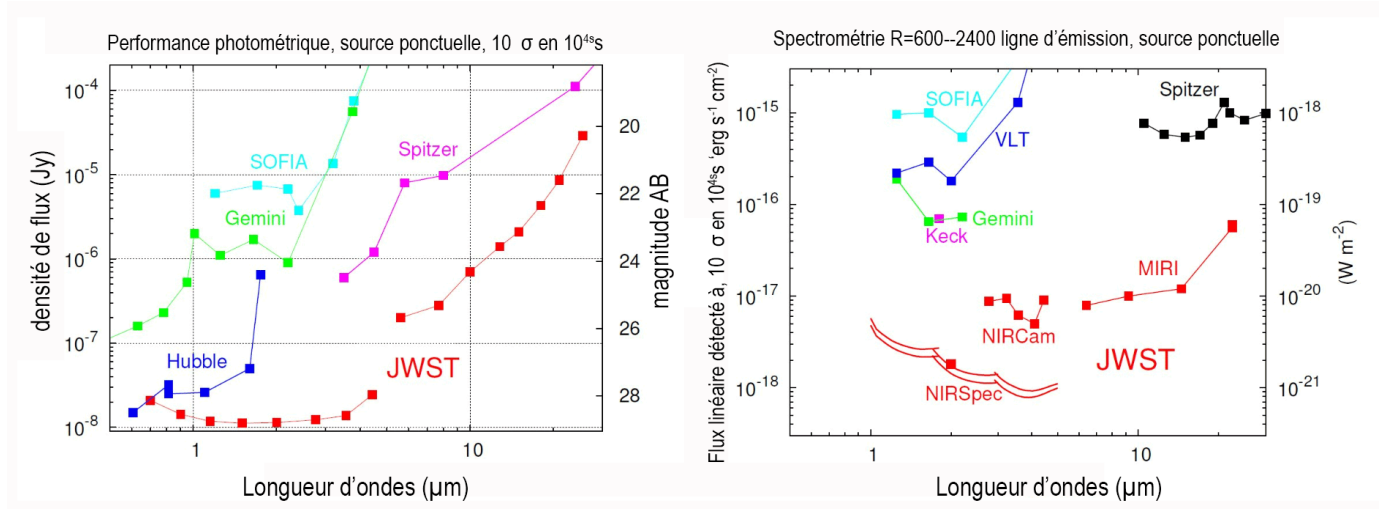 Performance photométrique, source ponctuelle, 10 σ en 10⁴ˢs
densité de flux (Jy)
10⁻⁴
10⁻⁵
10⁻⁶
10⁻⁷
10⁻⁸
SOFIA
Gemini
Spitzer
Hubble
JWST
20
22
24
26
28
magnitude AB
1
10
Longueur d’ondes (μm)
Spectrométrie R=600--2400 ligne d’émission, source ponctuelle
Flux linéaire détecté à, 10 σ en 10⁴ˢs ‘erg s⁻¹ cm⁻²)
10⁻¹⁵
10⁻¹⁶
10⁻¹⁷
10⁻¹⁸
SOFIA
VLT
Spitzer
Gemini
Keck
MIRI
NIRCam
JWST
NIRSpec
10⁻¹⁸
10⁻¹⁹
10⁻²⁰
10⁻²¹
(W m⁻²)
1
10
Longueur d’ondes (μm)